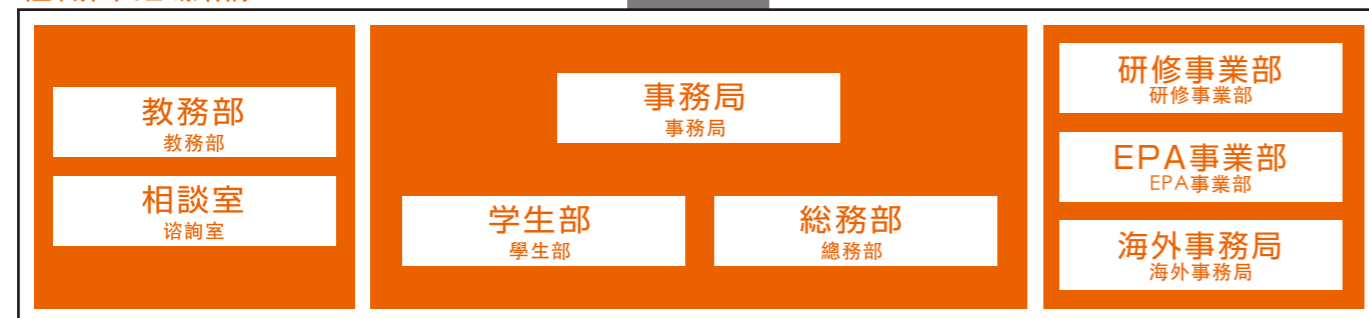 教務部
教務部
相談室
谘詢室
事務局
事務局
学生部
學生部
総務部
總務部
研修事業部
研修事業部
EPA事業部
EPA事業部
海外事務局
海外事務局